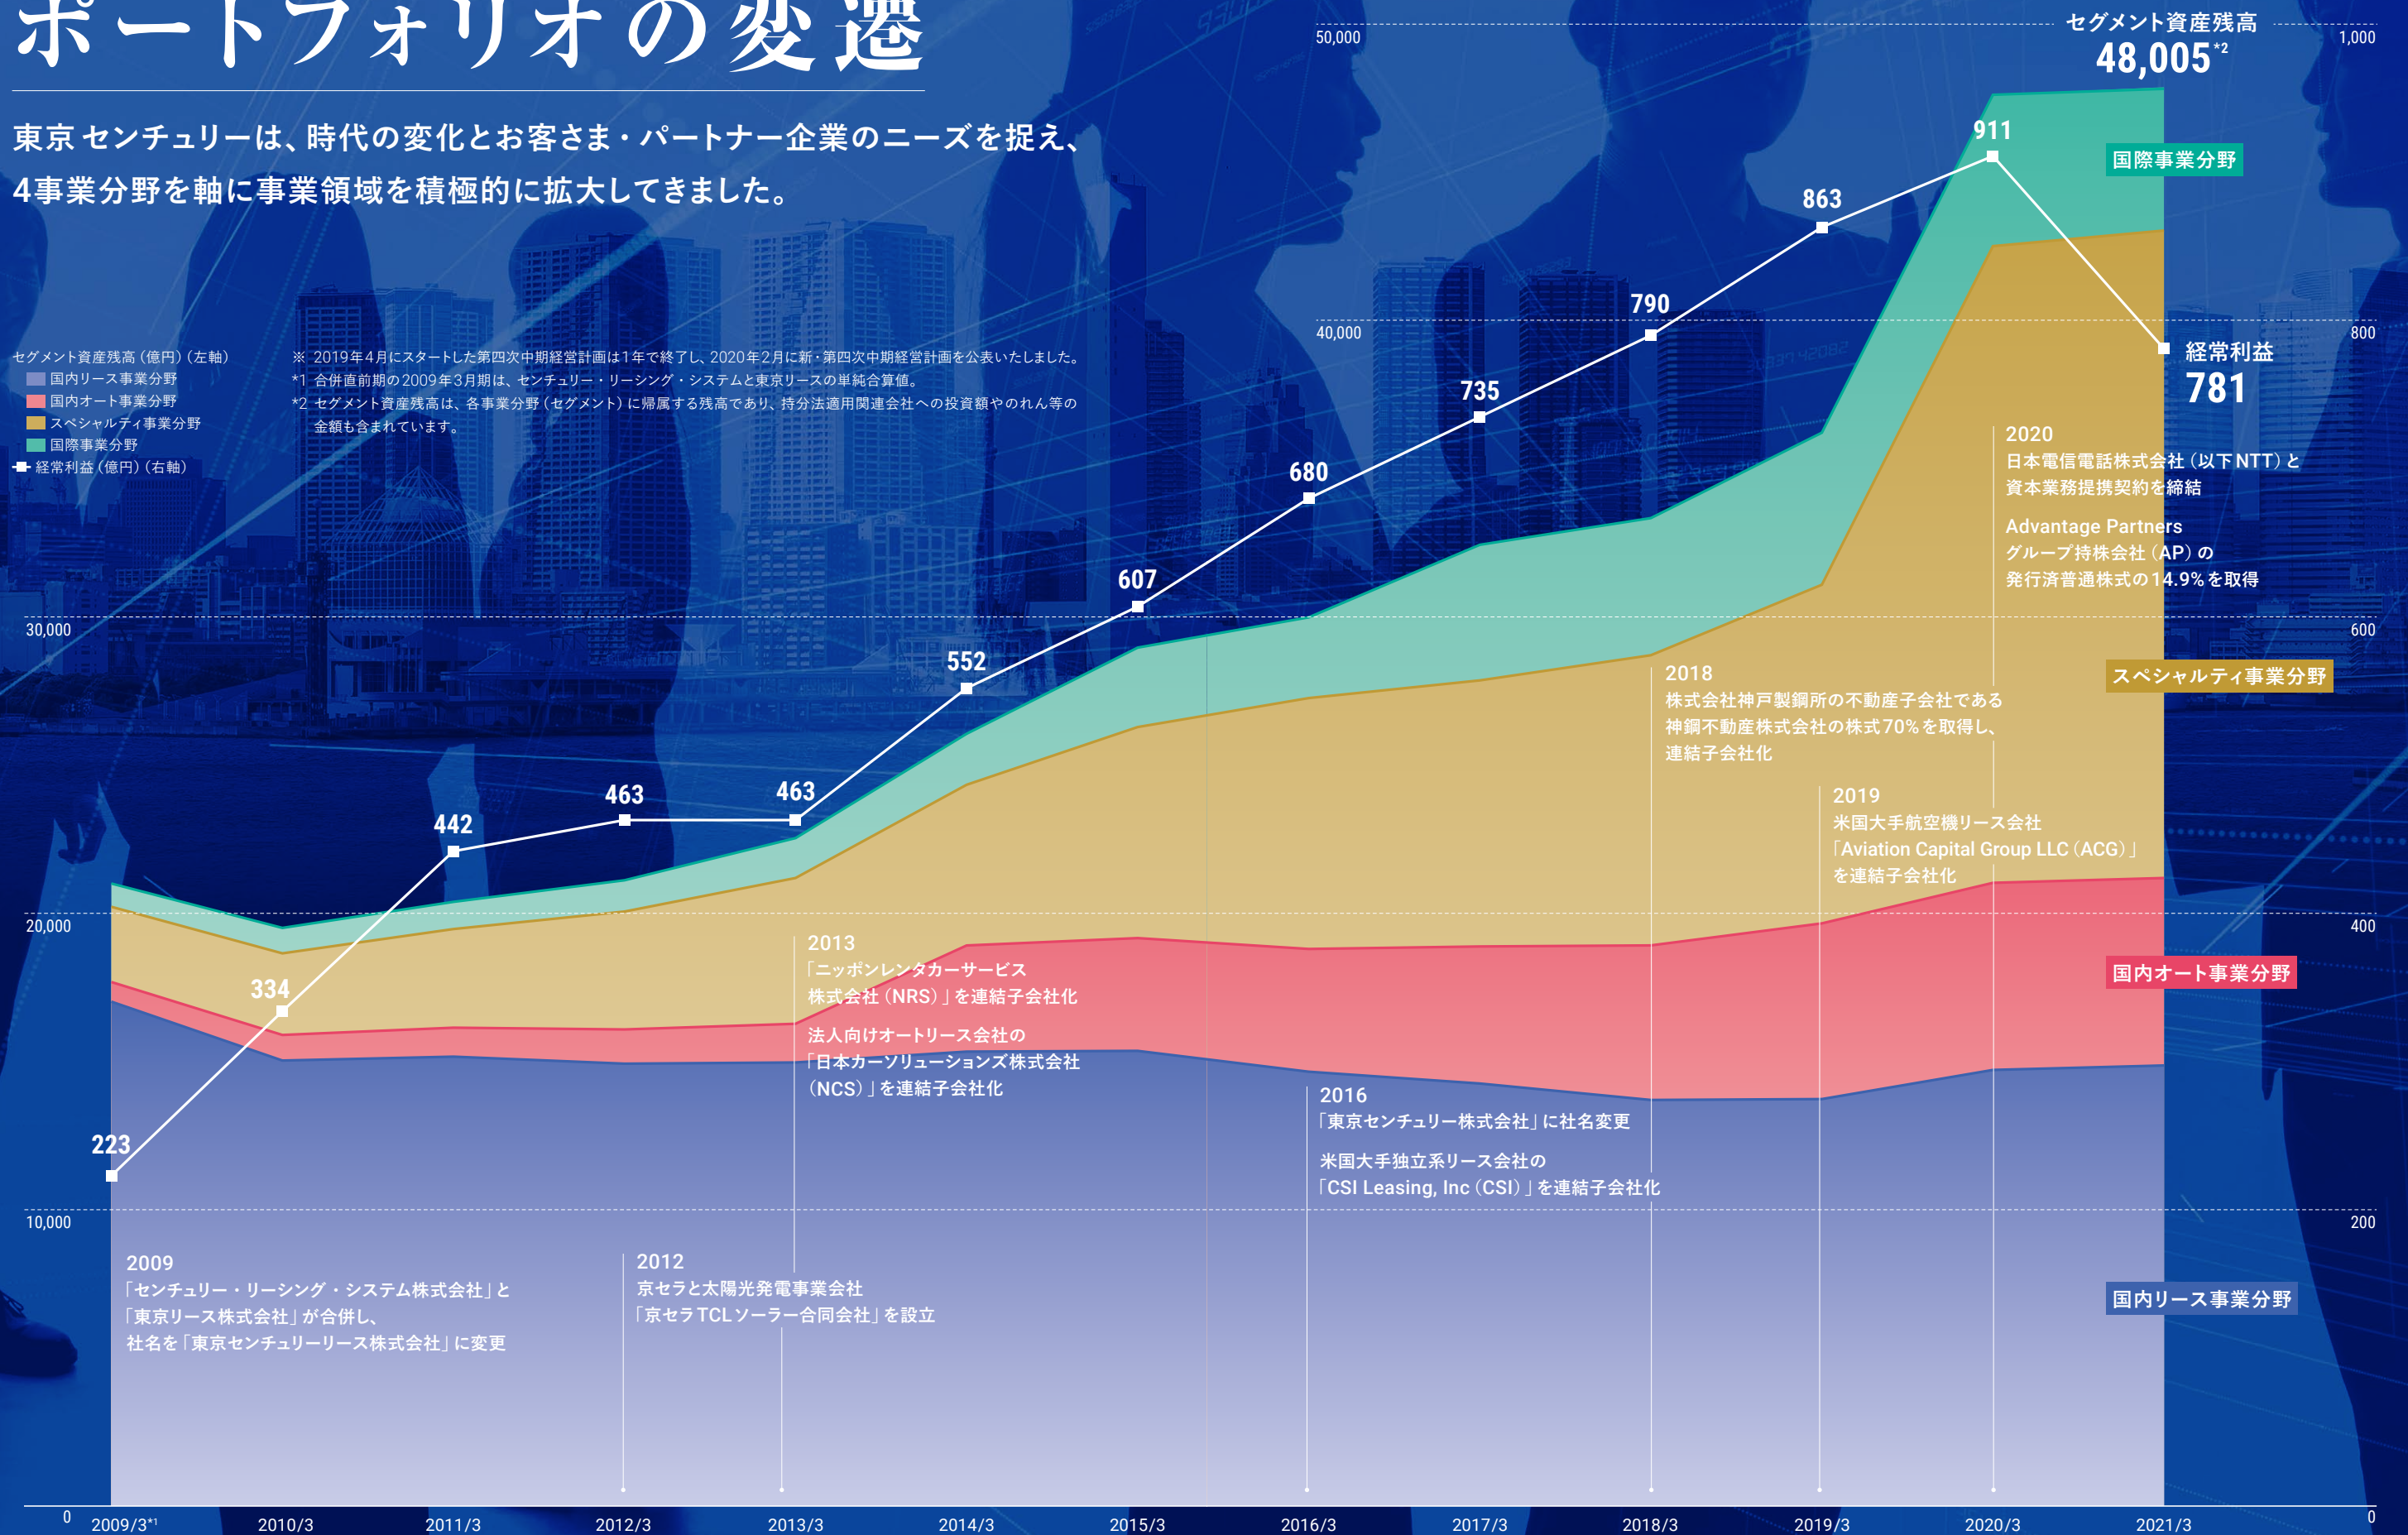 ポートフォリオの変遷
東京センチュリーは、時代の変化とお客さま・パートナー企業のニーズを捉え、
4事業分野を軸に事業領域を積極的に拡大してきました。
セグメント資産残高（億円）（左軸）
国内リース事業分野
国内オート事業分野
スペシャルティ事業分野
国際事業分野
経常利益（億円）（右軸）
※ 2019年4月にスタートした第四次中期経営計画は1年で終了し、2020年2月に新・第四次中期経営計画を公表いたしました。
*1 合併直前期の2009年3月期は、センチュリー・リーシング・システムと東京リースの単純合算値。
*2 セグメント資産残高は、各事業分野（セグメント）に帰属する残高であり、持分法適用関連会社への投資額やのれん等の
金額も含まれています。
50,000
40,000
30,000
20,000
10,000
0
1,000
800
600
400
200
0
セグメント資産残高
48,005*2
223
334
442
463
463
552
607
680
735
790
863
911
経常利益
781
国際事業分野
スペシャルティ事業分野
国内オート事業分野
国内リース事業分野
2009
「センチュリー・リーシング・システム株式会社」と
「東京リース株式会社」が合併し、
社名を「東京センチュリーリース株式会社」に変更
2012
京セラと太陽光発電事業会社
「京セラTCLソーラー合同会社」を設立
2013
「ニッポンレンタカーサービス
株式会社（NRS）」を連結子会社化
法人向けオートリース会社の
「日本カーソリューションズ株式会社
（NCS）」を連結子会社化
2016
「東京センチュリー株式会社」に社名変更
米国大手独立系リース会社の
「CSI Leasing, Inc（CSI）」を連結子会社化
2018
株式会社神戸製鋼所の不動産子会社である
神鋼不動産株式会社の株式70%を取得し、
連結子会社化
2019
米国大手航空機リース会社
「Aviation Capital Group LLC（ACG）」
を連結子会社化
2020
日本電信電話株式会社（以下NTT）と
資本業務提携契約を締結
Advantage Partners
グループ持株会社（AP）の
発行済普通株式の14.9%を取得
2009/3*1
2010/3
2011/3
2012/3
2013/3
2014/3
2015/3
2016/3
2017/3
2018/3
2019/3
2020/3
2021/3